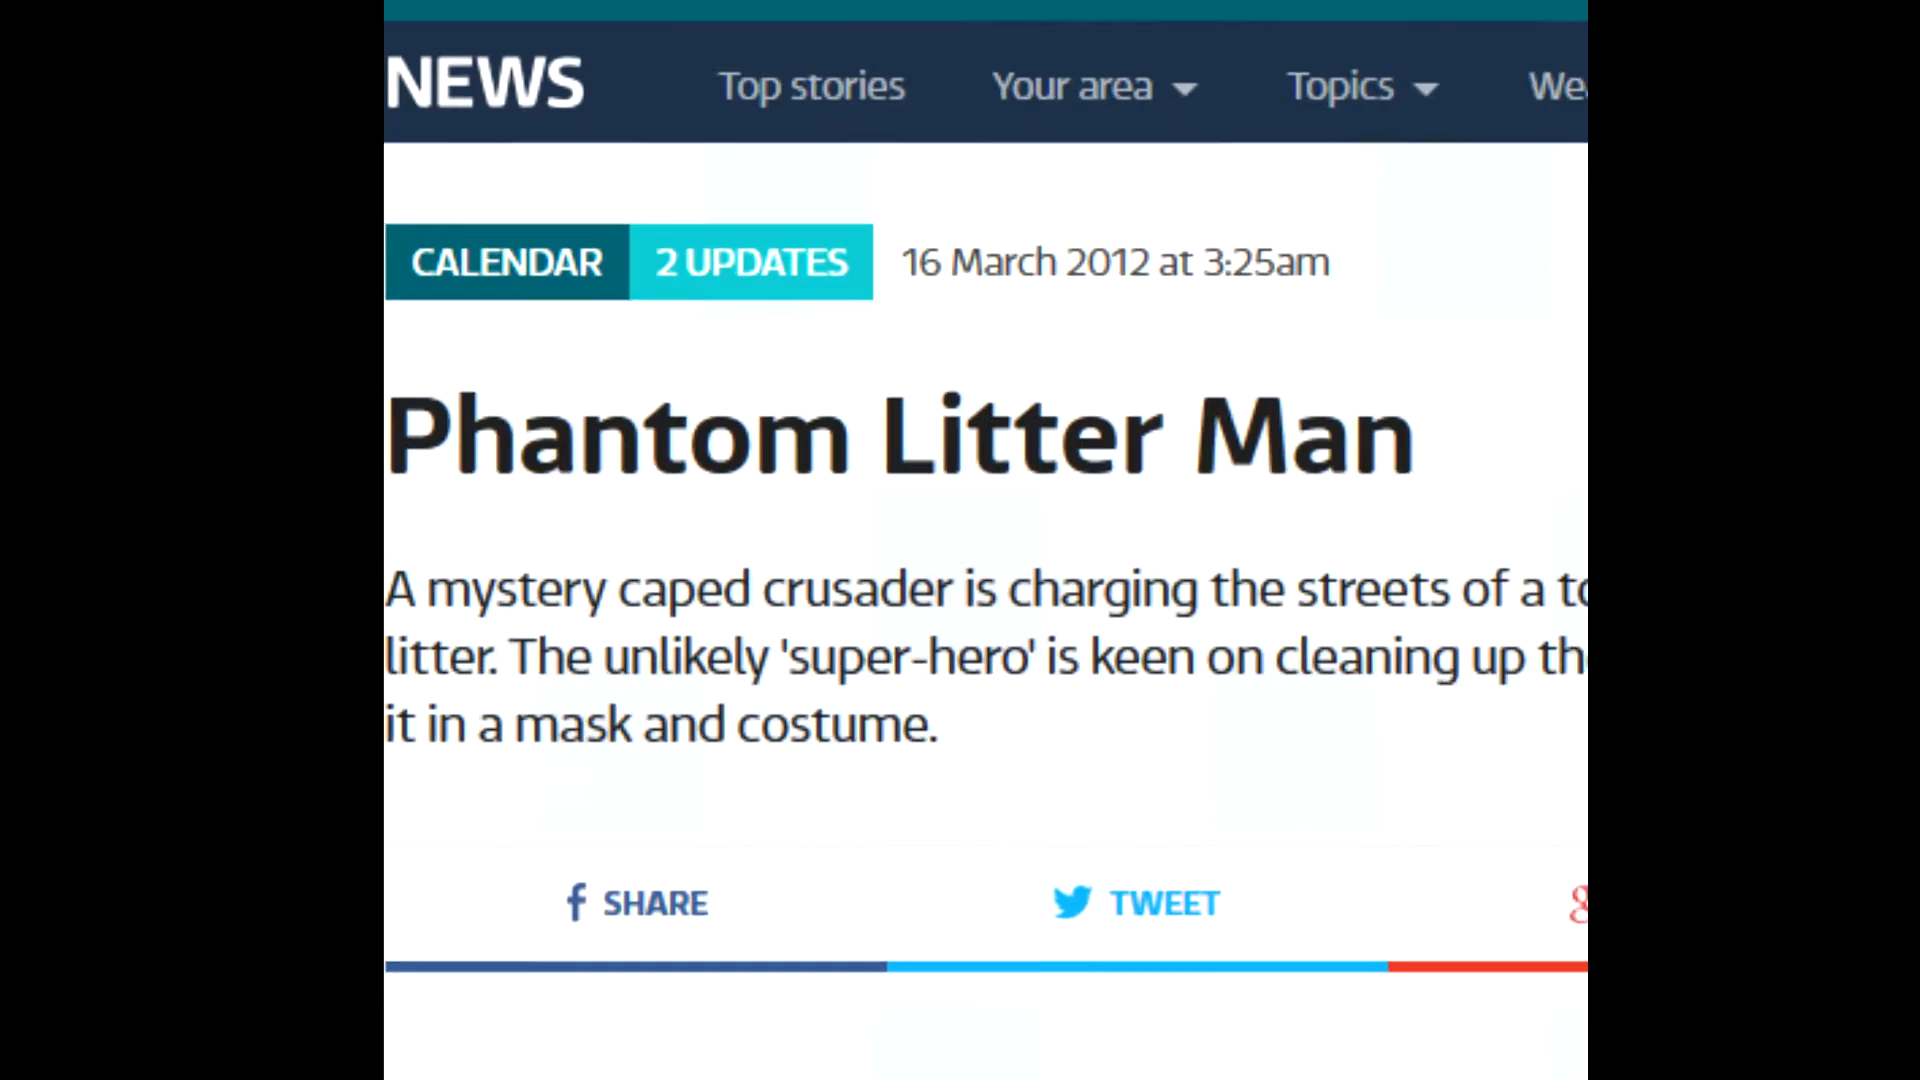 NEWS Top stories Your area Topics
CALENDAR 2 UPDATES 16 March 2012 at 3:25am
Phantom Litter Man
A mystery caped crusader is charging the streets of a
litter. The unlikely 'super-hero' is keen on cleaning up
it in a mask and costume.
SHARE TWEET